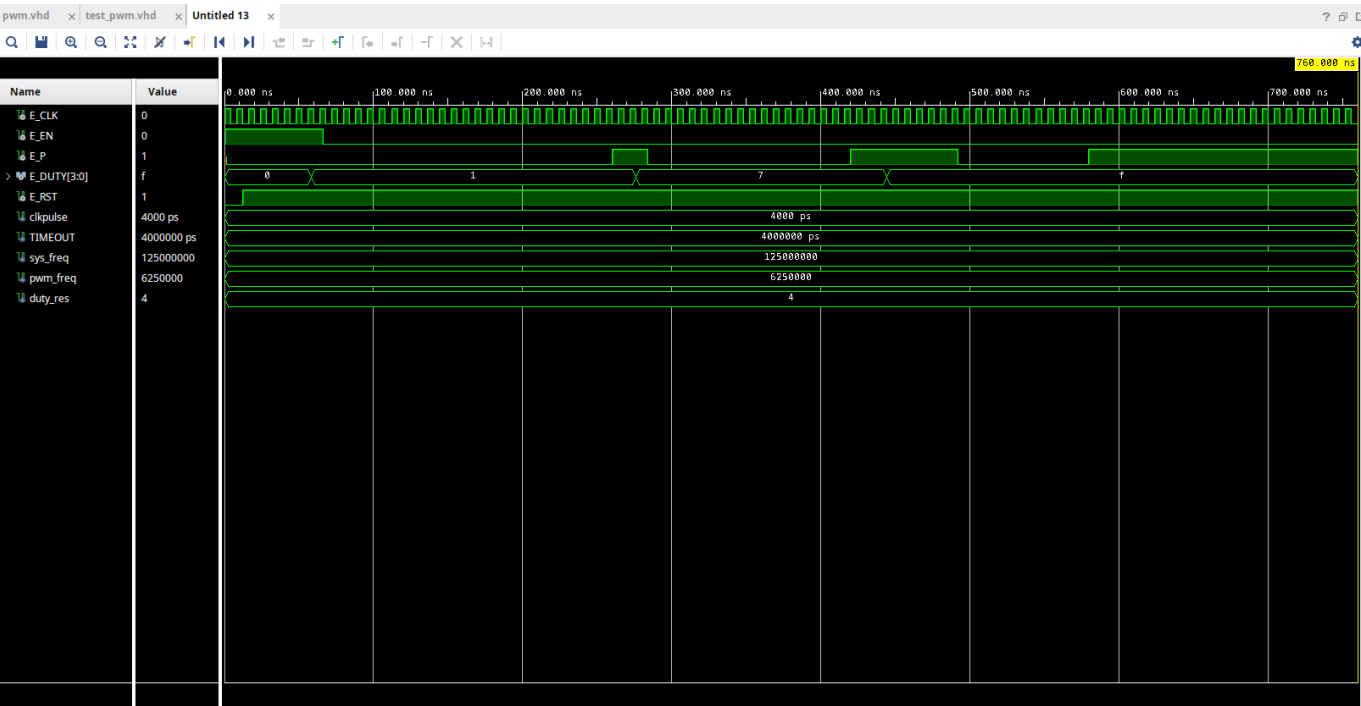 pwm.vhd test_pwm.vhd Untitled 13
760.000 ns
Name Value
0.000 ns 100.000 ns 200.000 ns 300.000 ns 400.000 ns 500.000 ns 600.000 ns 700.000 ns
E_CLK 0
E_EN 0
E_P 1
E_DUTY[3:0] f 0 1 7 f
E_RST 1
clkpulse 4000 ps 4000 ps
TIMEOUT 4000000 ps 4000000 ps
sys_freq 125000000 125000000
pwm_freq 6250000 6250000
duty_res 4 4